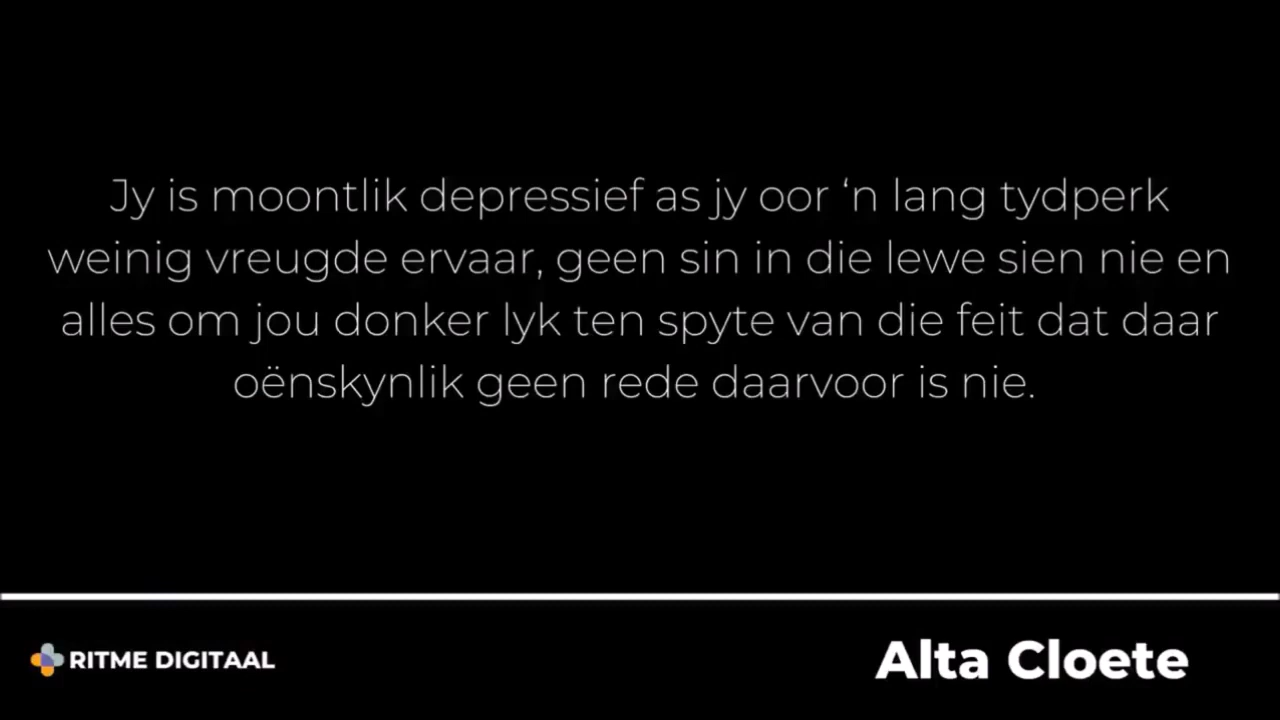 Jy is moontlik depressief as jy oor ‘n lang tydperk
weinig vreugde ervaar, geen sin in die lewe sien nie en
alles om jou donker lyk ten spyte van die feit dat daar
oënskynlik geen rede daarvoor is nie.
RITME DIGITAAL
Alta Cloete